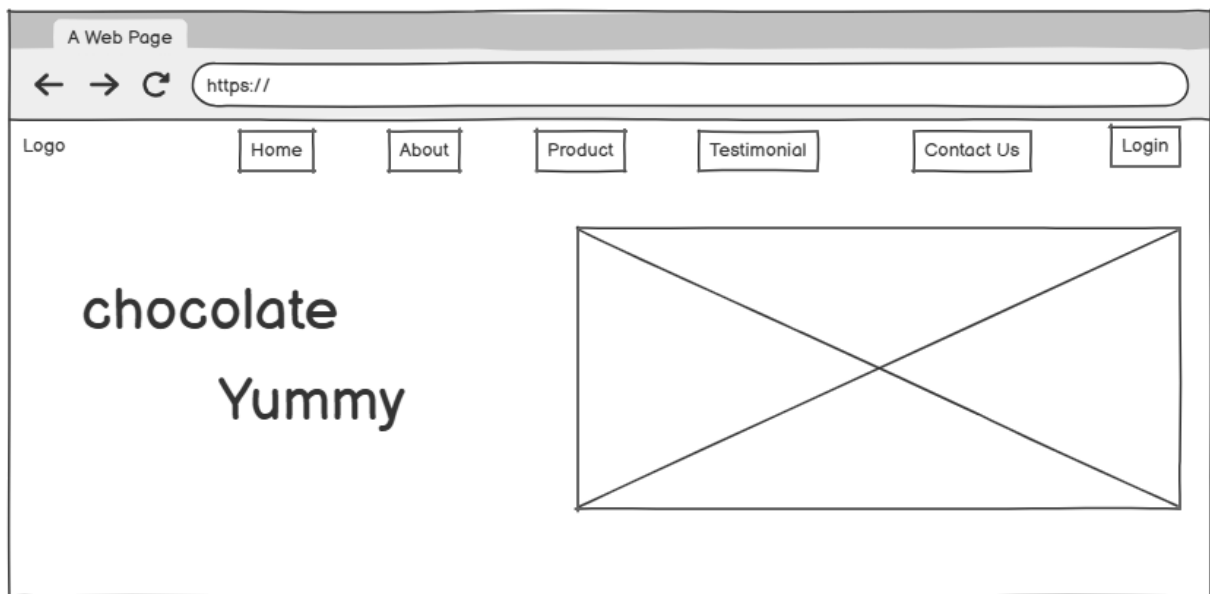 A Web Page
https://
Logo Home About Product Testimonial Contact Us Login
chocolate
Yummy